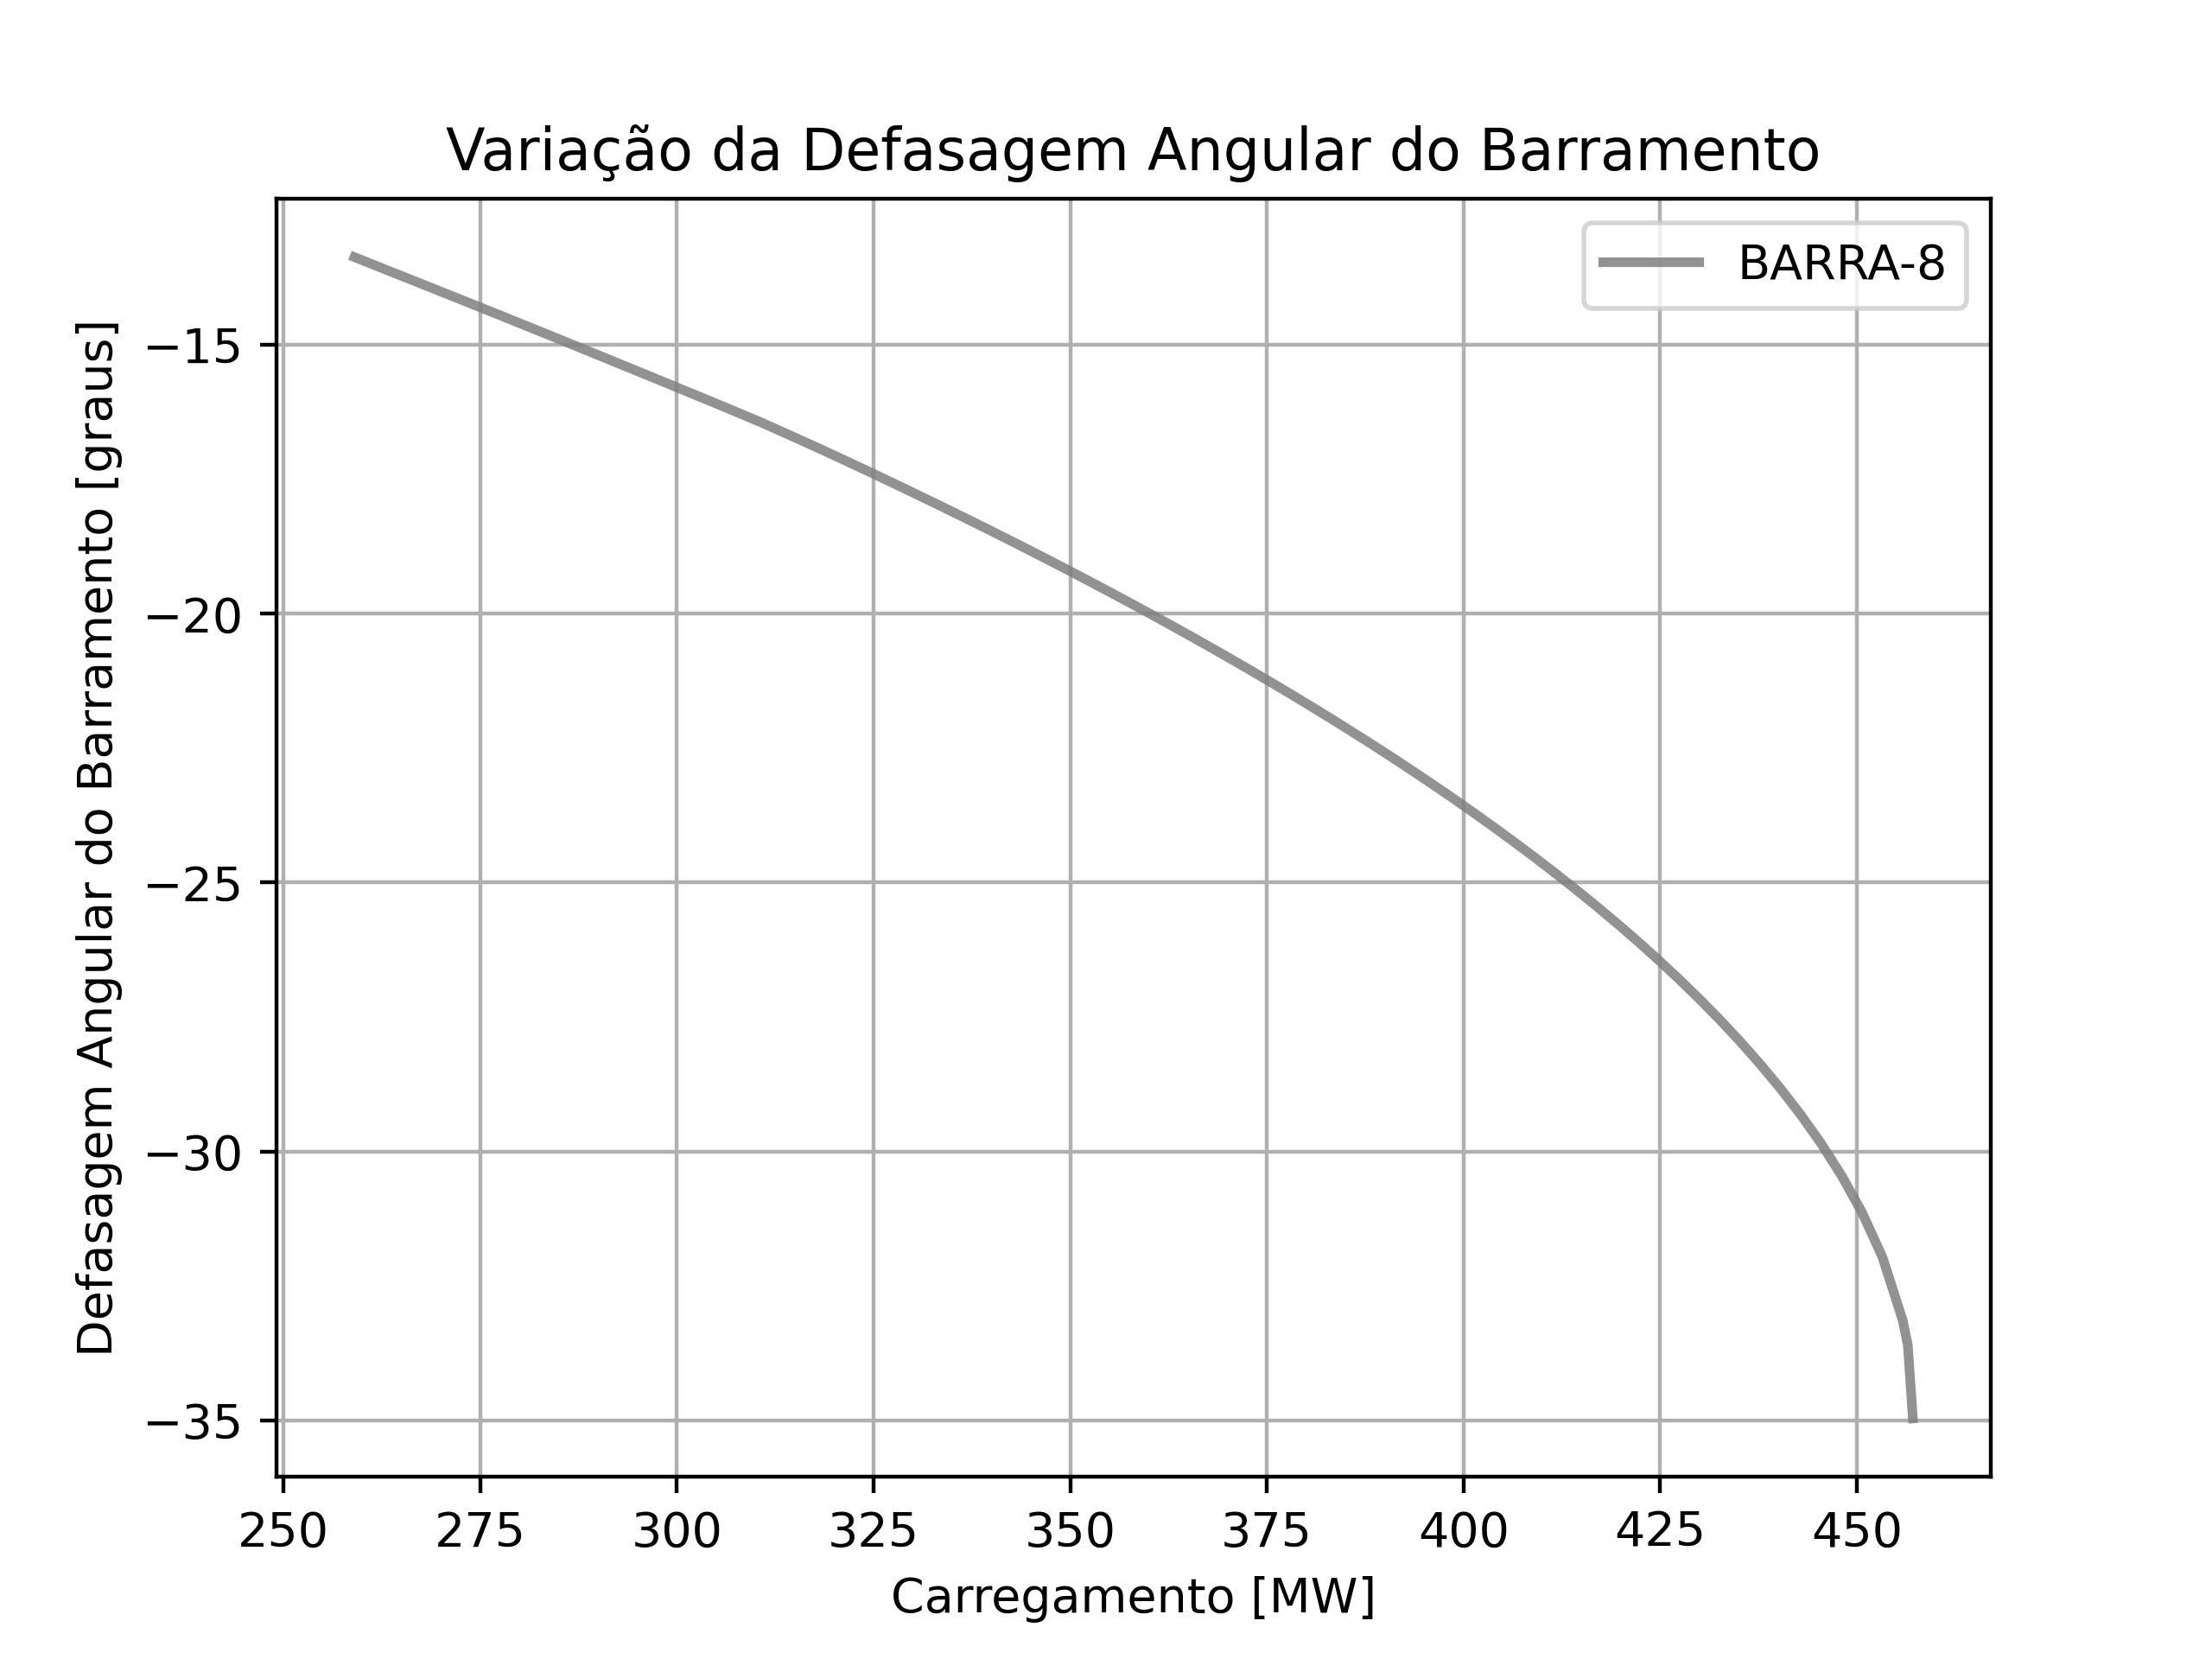 Variação da Defasagem Angular do Barramento
BARRA-8
Defasagem Angular do Barramento [graus]
−15
−20
−25
−30
−35
250 275 300 325 350 375 400 425 450
Carregamento [MW]